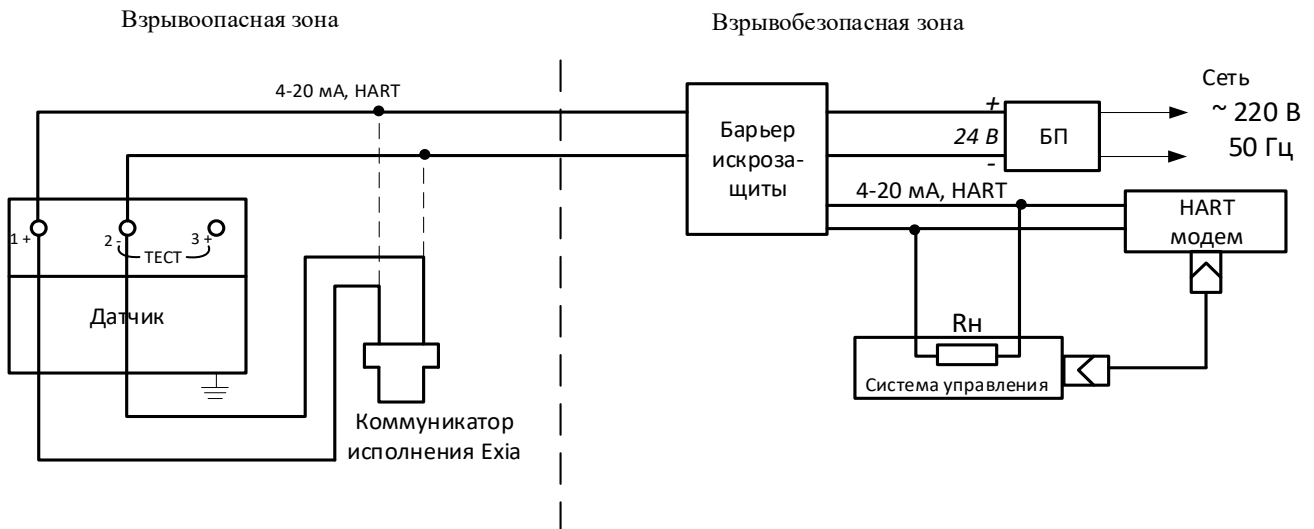 Взрывоопасная зона
Взрывобезопасная зона
4-20 мА, HART
Барьер
искроза-
щиты
+
24 В
-
БП
Сеть
~ 220 В
50 Гц
4-20 мА, HART
HART
модем
1 +
2 -
3 +
ТЕСТ
Датчик
Rн
Система управления
Коммуникатор
исполнения Exia